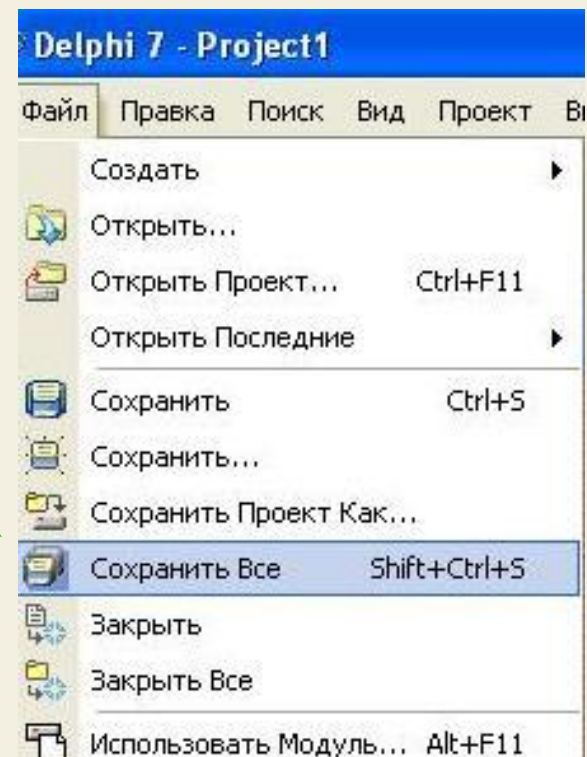 Delphi 7 - Project1
Файл Правка Поиск Вид Проект
Создать
Открыть...
Открыть Проект... Ctrl+F11
Открыть Последние
Сохранить Ctrl+S
Сохранить...
Сохранить Проект Как...
Сохранить Все Shift+Ctrl+S
Закрыть
Закрыть Все
Использовать Модуль... Alt+F11